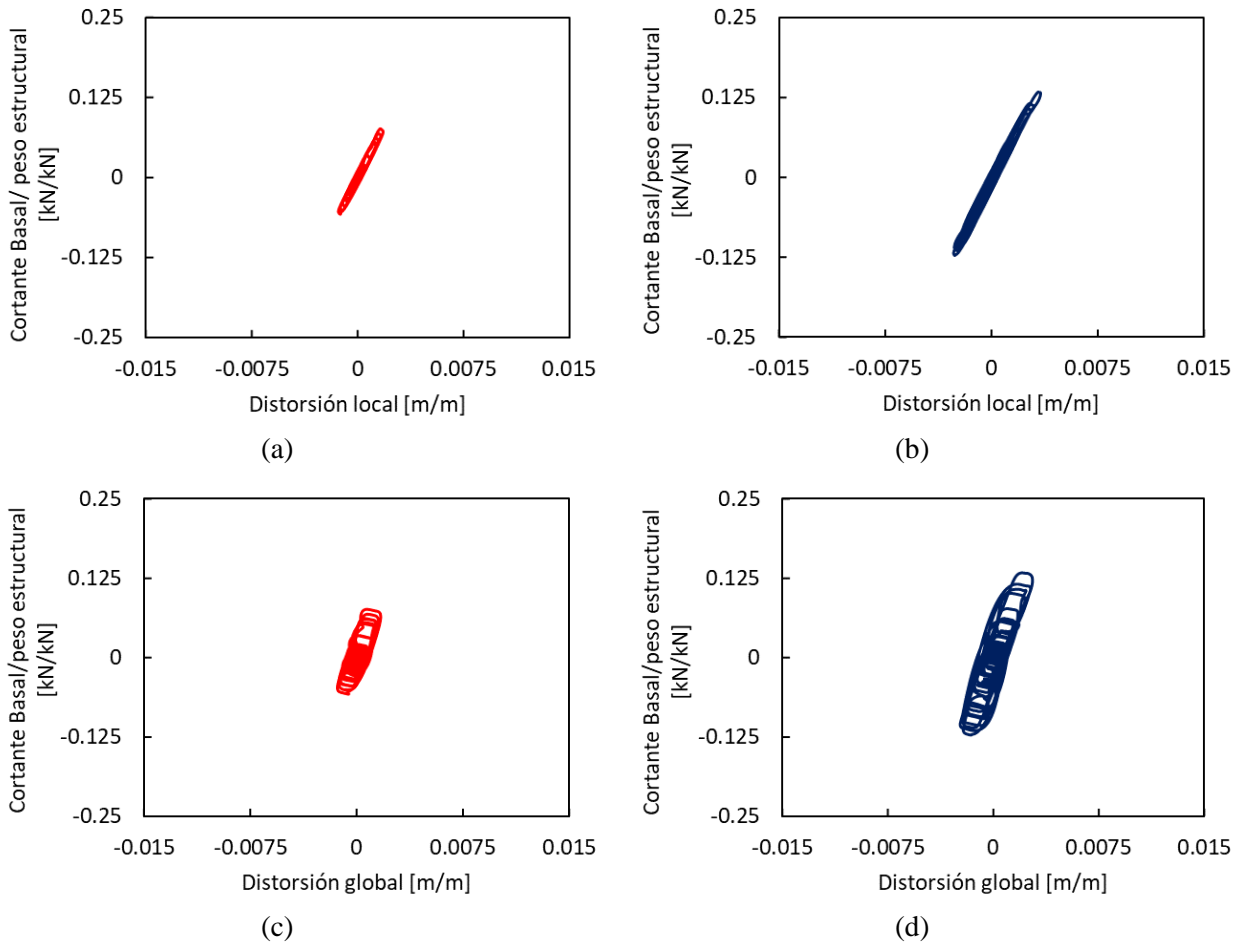 Cortante Basal/ peso estructural
[kN/kN]
0.25
0.125
0
-0.125
-0.25
-0.015
-0.0075
0
0.0075
0.015
Distorsión local [m/m]
(a)
Cortante Basal/peso estructural
[kN/kN]
0.25
0.125
0
-0.125
-0.25
-0.015
-0.0075
0
0.0075
0.015
Distorsión local [m/m]
(b)
Cortante Basal/peso estructural
[kN/kN]
0.25
0.125
0
-0.125
-0.25
-0.015
-0.0075
0
0.0075
0.015
Distorsión global [m/m]
(c)
Cortante Basal/peso estructural
[kN/kN]
0.25
0.125
0
-0.125
-0.25
-0.015
-0.0075
0
0.0075
0.015
Distorsión global [m/m]
(d)